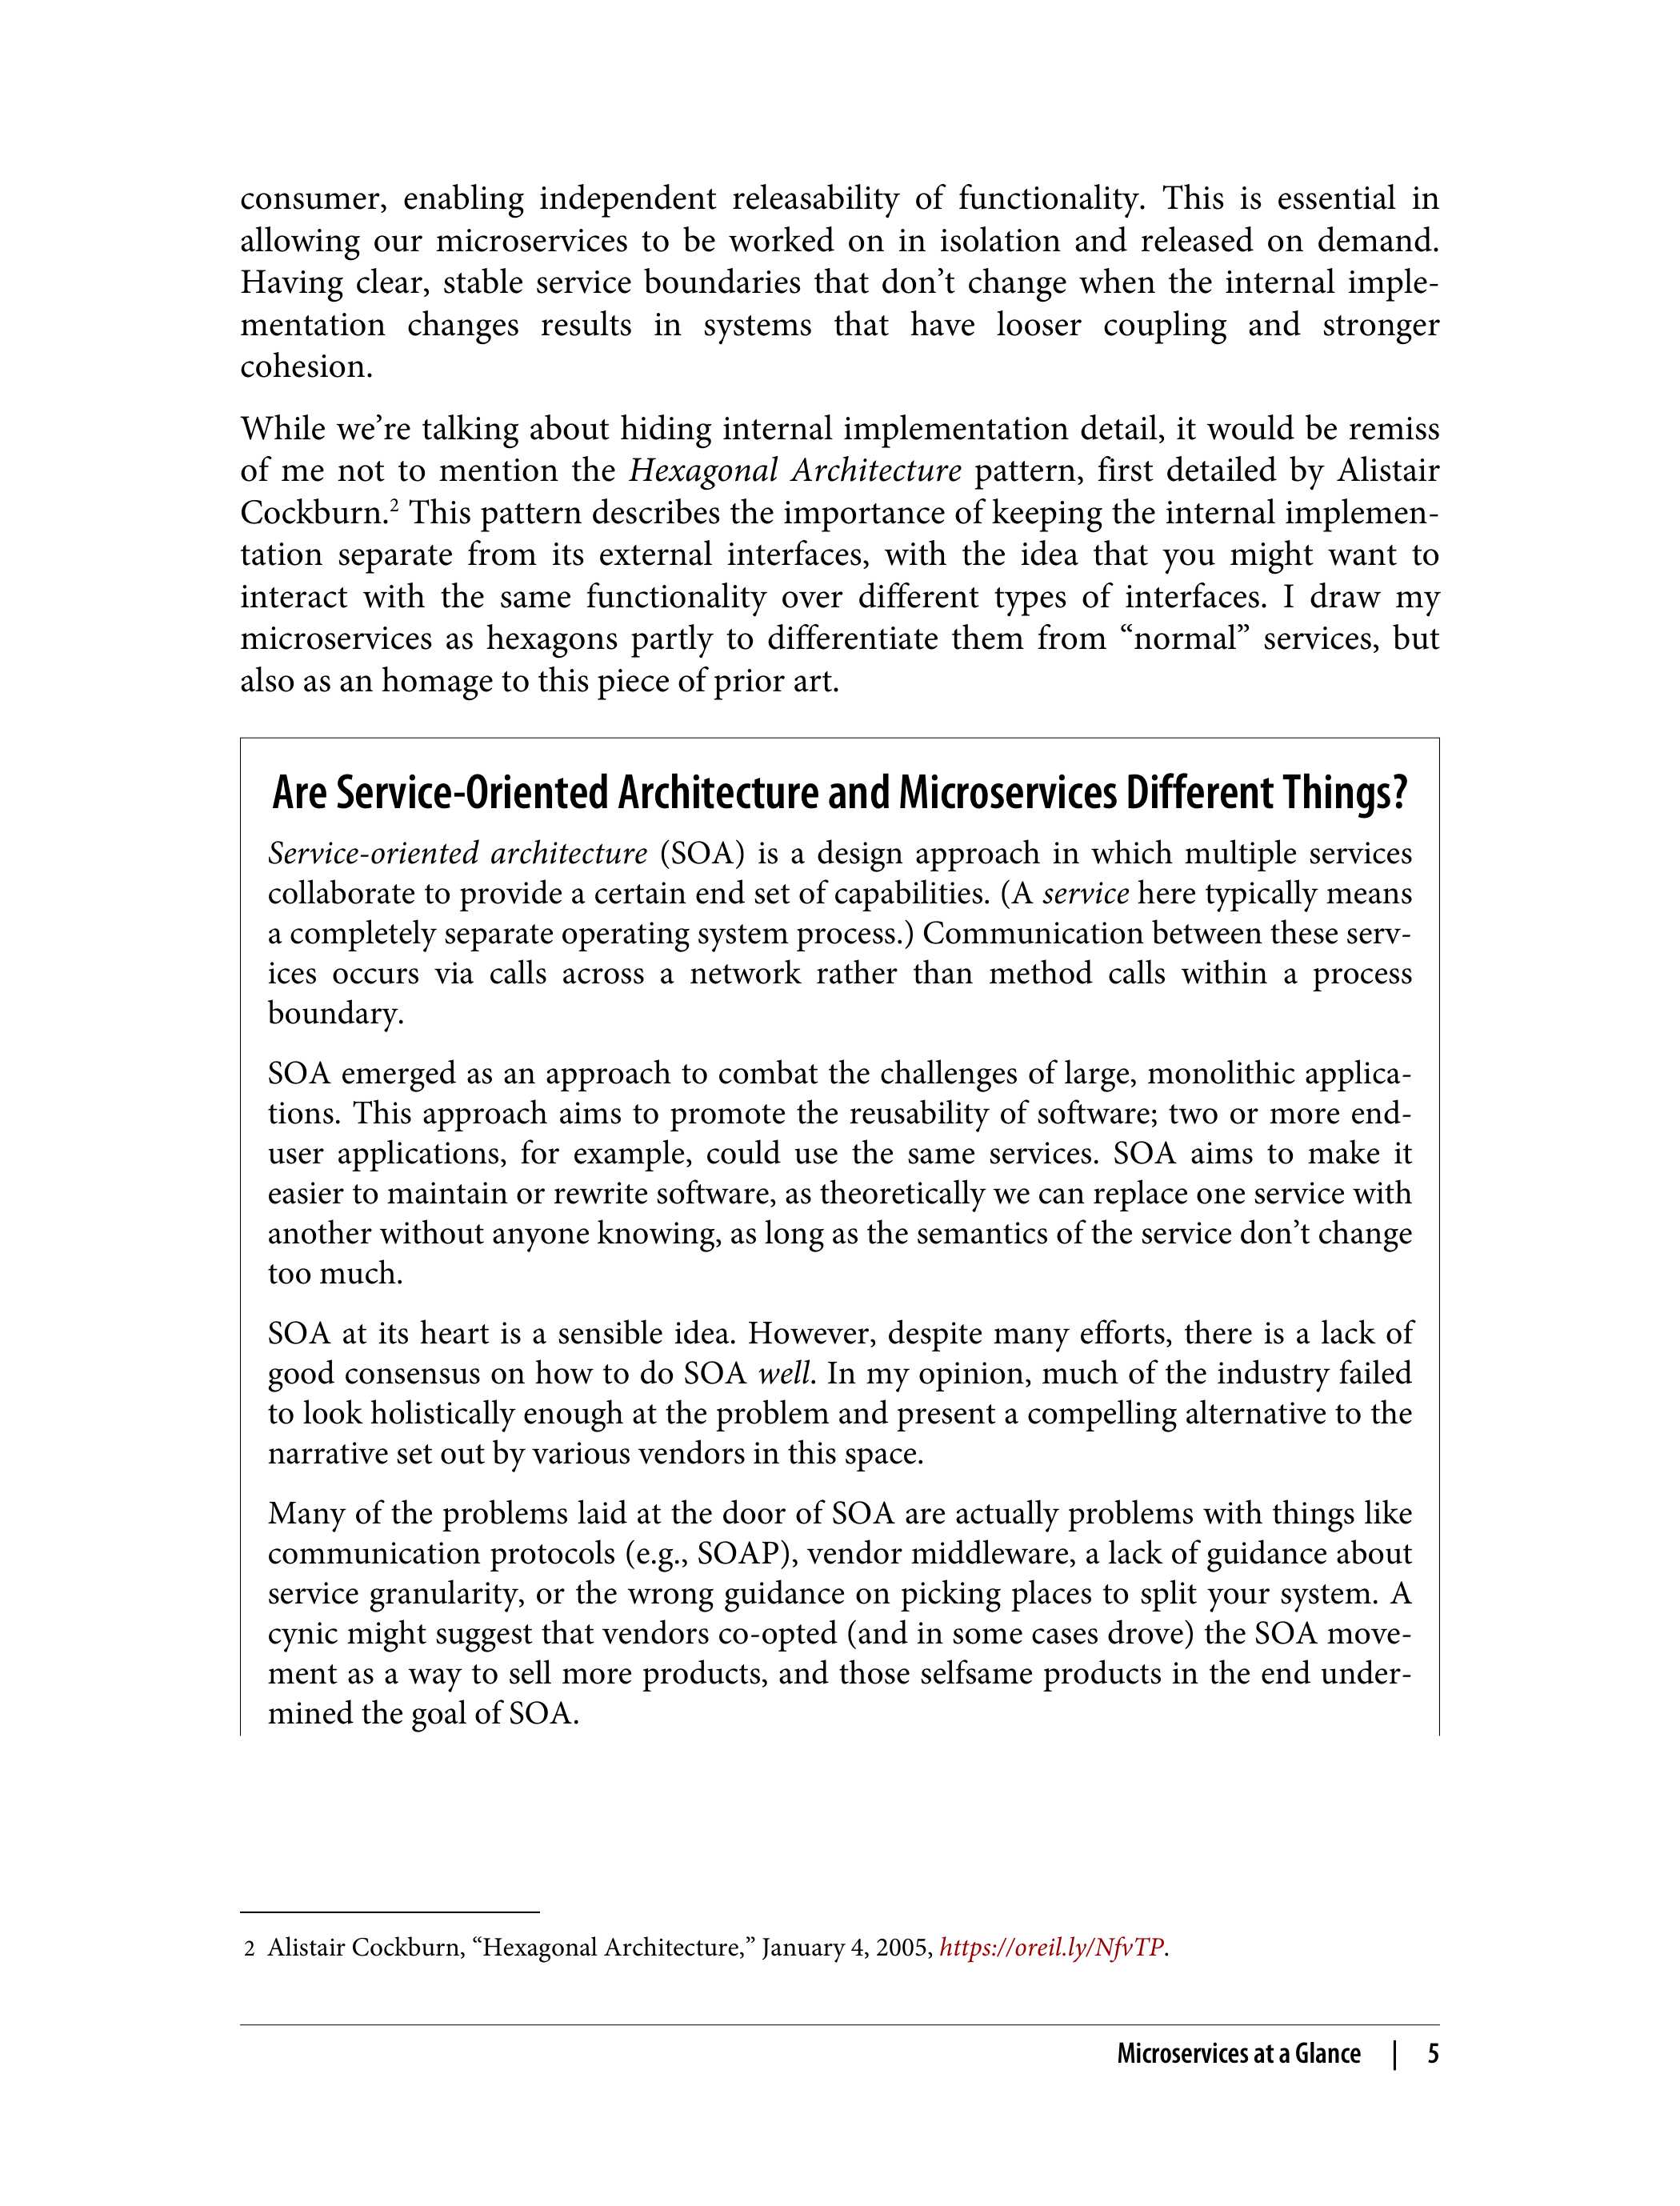 consumer, enabling independent releasability of functionality. This is essential in
allowing our microservices to be worked on in isolation and released on demand.
Having clear, stable service boundaries that don’t change when the internal imple-
mentation changes results in systems that have looser coupling and stronger
cohesion.
While we’re talking about hiding internal implementation detail, it would be remiss
of me not to mention the Hexagonal Architecture pattern, first detailed by Alistair
Cockburn.² This pattern describes the importance of keeping the internal implemen-
tation separate from its external interfaces, with the idea that you might want to
interact with the same functionality over different types of interfaces. I draw my
microservices as hexagons partly to differentiate them from “normal” services, but
also as an homage to this piece of prior art.
Are Service-Oriented Architecture and Microservices Different Things?
Service-oriented architecture (SOA) is a design approach in which multiple services
collaborate to provide a certain end set of capabilities. (A service here typically means
a completely separate operating system process.) Communication between these serv-
ices occurs via calls across a network rather than method calls within a process
boundary.
SOA emerged as an approach to combat the challenges of large, monolithic applica-
tions. This approach aims to promote the reusability of software; two or more end-
user applications, for example, could use the same services. SOA aims to make it
easier to maintain or rewrite software, as theoretically we can replace one service with
another without anyone knowing, as long as the semantics of the service don’t change
too much.
SOA at its heart is a sensible idea. However, despite many efforts, there is a lack of
good consensus on how to do SOA well. In my opinion, much of the industry failed
to look holistically enough at the problem and present a compelling alternative to the
narrative set out by various vendors in this space.
Many of the problems laid at the door of SOA are actually problems with things like
communication protocols (e.g., SOAP), vendor middleware, a lack of guidance about
service granularity, or the wrong guidance on picking places to split your system. A
cynic might suggest that vendors co-opted (and in some cases drove) the SOA move-
ment as a way to sell more products, and those selfsame products in the end under-
mined the goal of SOA.
2 Alistair Cockburn, “Hexagonal Architecture,” January 4, 2005, https://oreil.ly/NfvTP.
Microservices at a Glance | 5